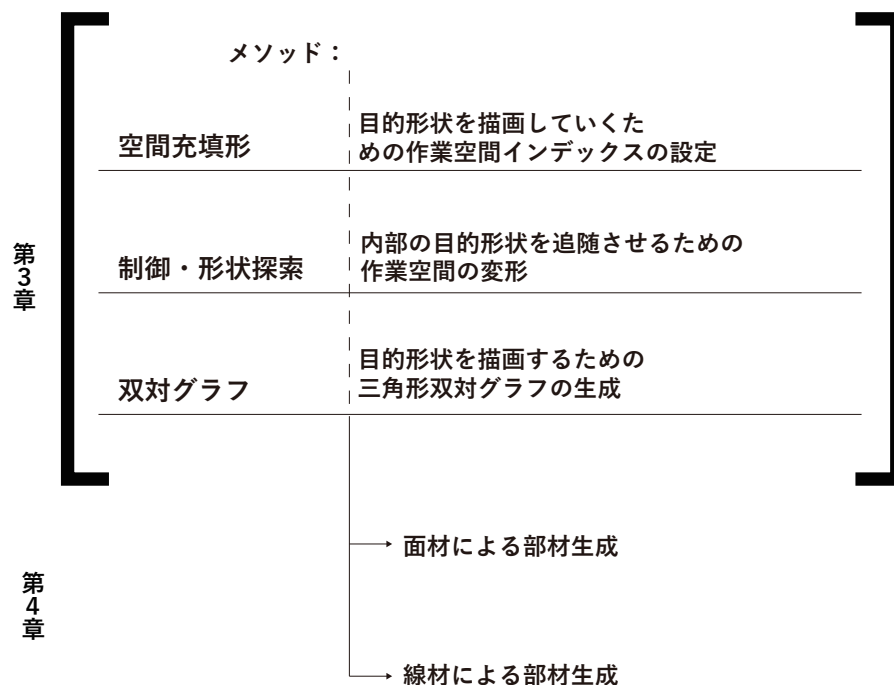 メソッド：
空間充填形
目的形状を描画していくた
めの作業空間インデックスの設定
第3章
制御・形状探索
内部の目的形状を追随させるための
作業空間の変形
双対グラフ
目的形状を描画するための
三角形双対グラフの生成
第4章
面材による部材生成
線材による部材生成